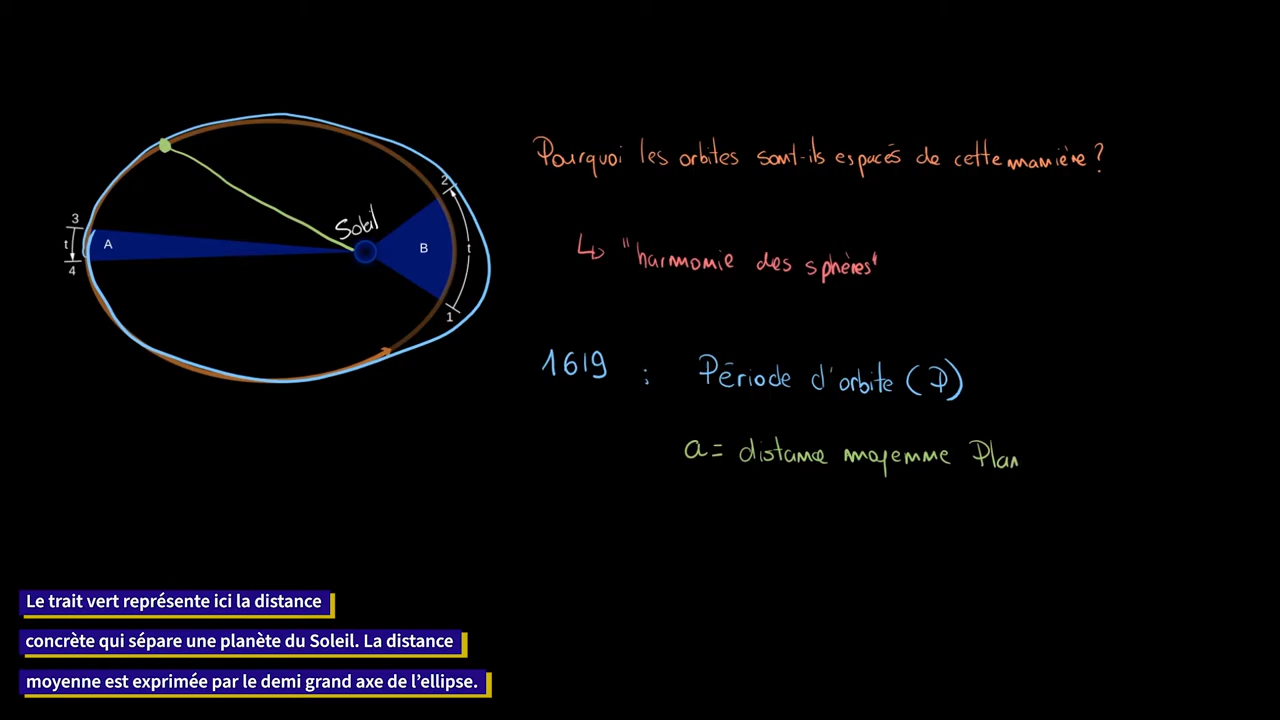 Pourquoi les orbites sont-ils espacés de cette manière ?
↳ "harmonie des sphères"
1619 : Période d'orbite (P)
a = distance moyenne Plan
Soleil
2
3
t
4
A
B
t
1
Le trait vert représente ici la distance
concrète qui sépare une planète du Soleil. La distance
moyenne est exprimée par le demi grand axe de l'ellipse.